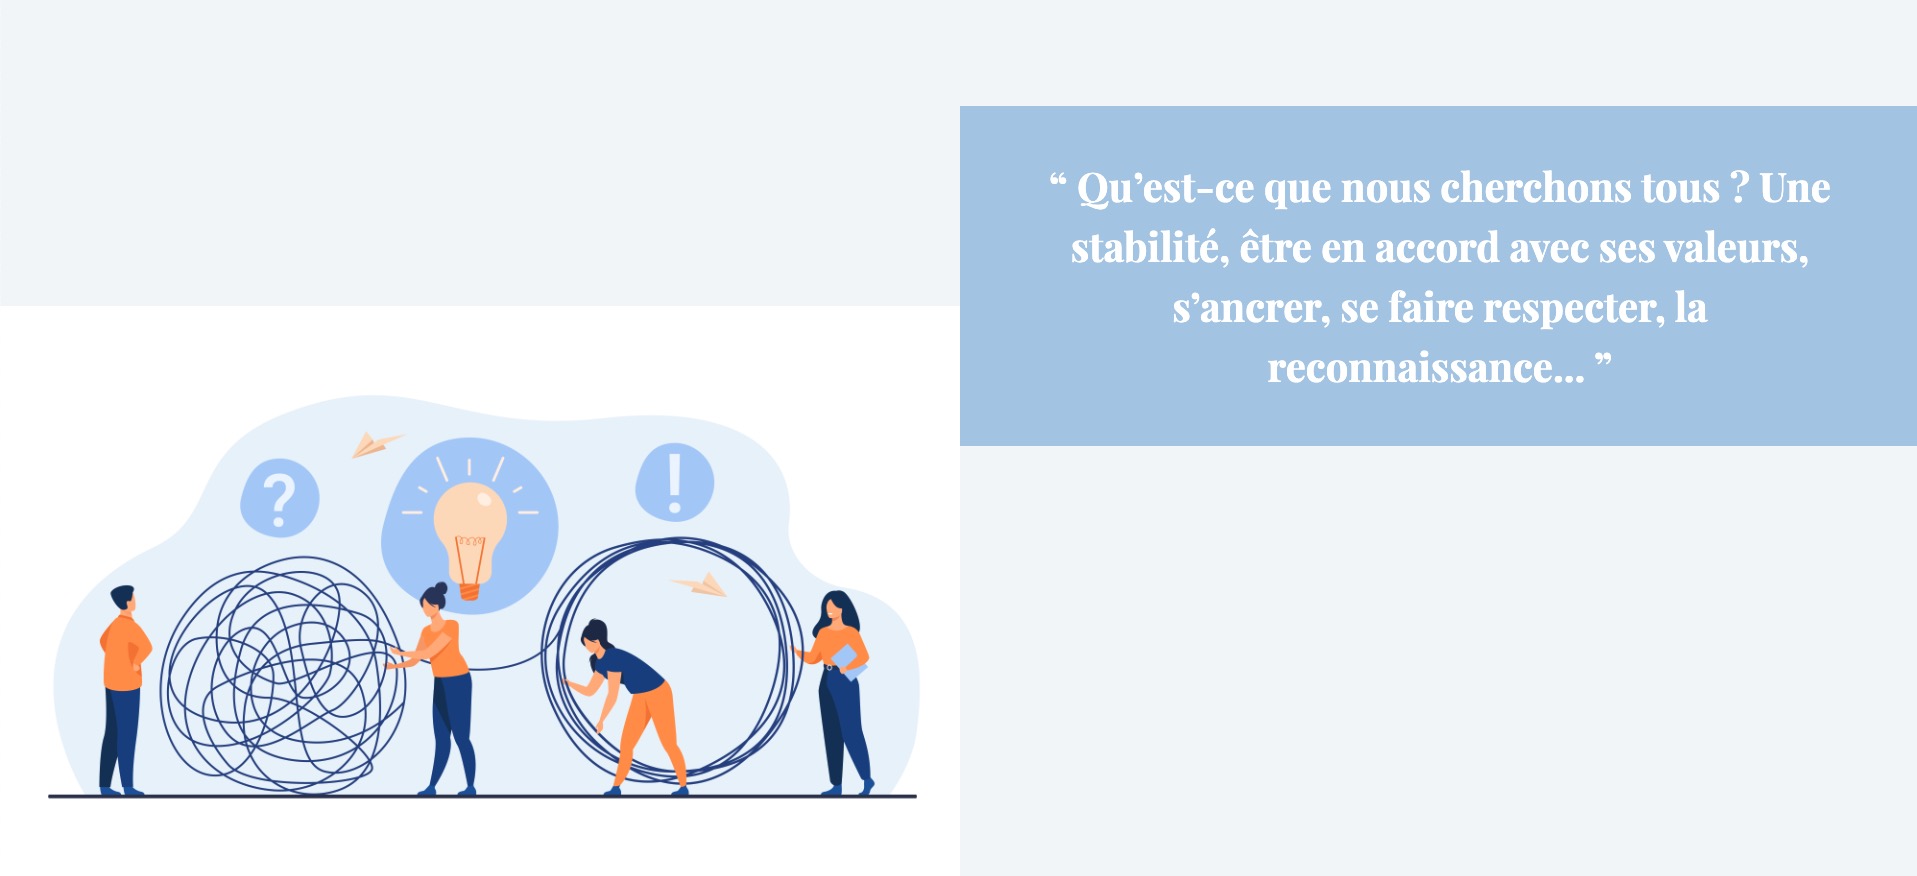 ?
!
“ Qu’est-ce que nous cherchons tous ? Une
stabilité, être en accord avec ses valeurs,
s’ancrer, se faire respecter, la
reconnaissance... ”